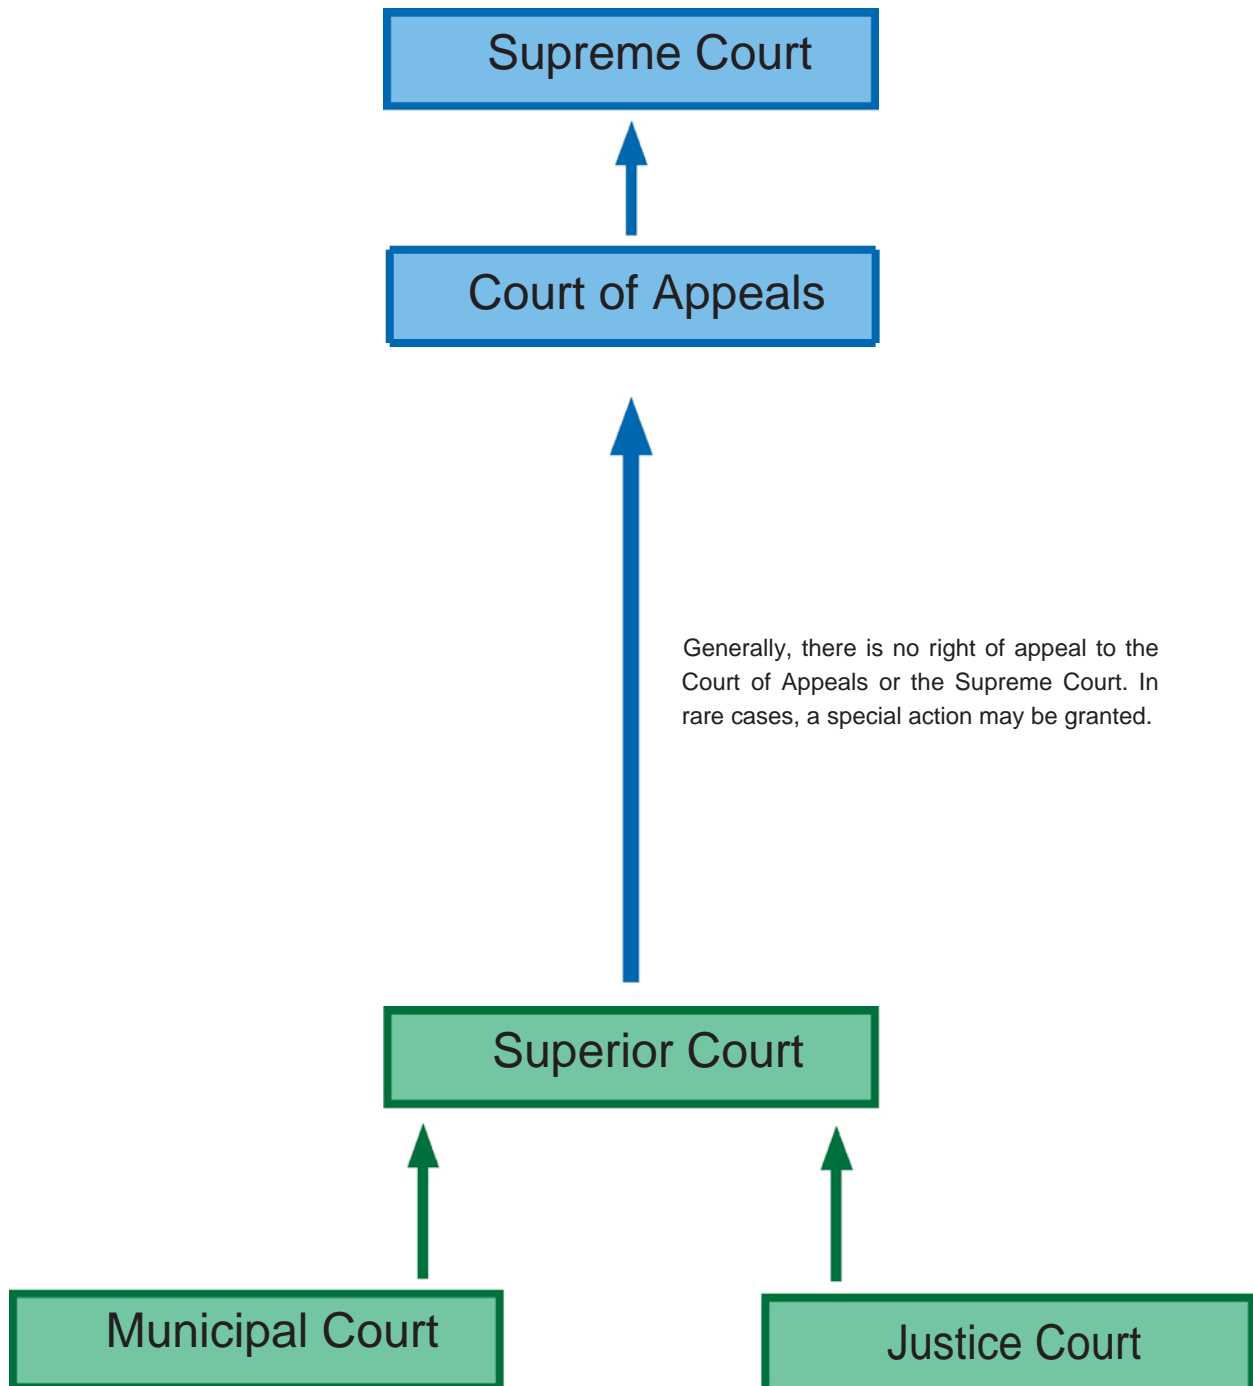 Supreme Court
Court of Appeals
Generally, there is no right of appeal to the
Court of Appeals or the Supreme Court. In
rare cases, a special action may be granted.
Superior Court
Municipal Court
Justice Court